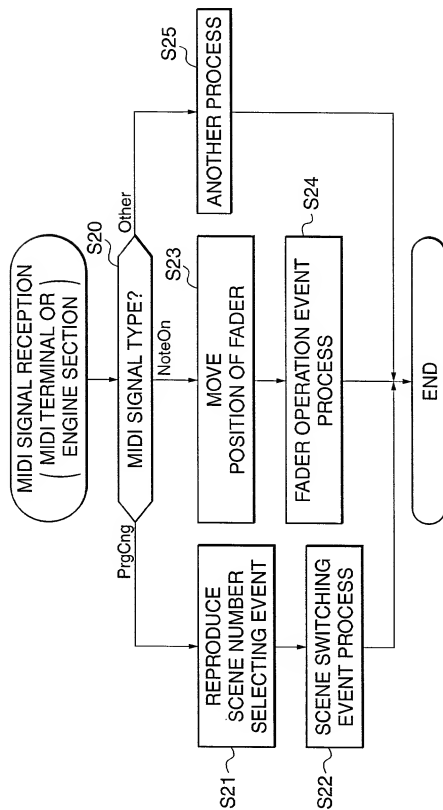 MIDI SIGNAL RECEPTION
( MIDI TERMINAL OR
ENGINE SECTION )
S20
MIDI SIGNAL TYPE?
PrgCng
NoteOn
Other
S21
REPRODUCE
SCENE NUMBER
SELECTING EVENT
S22
SCENE SWITCHING
EVENT PROCESS
S23
MOVE
POSITION OF FADER
S24
FADER OPERATION EVENT
PROCESS
S25
ANOTHER PROCESS
END